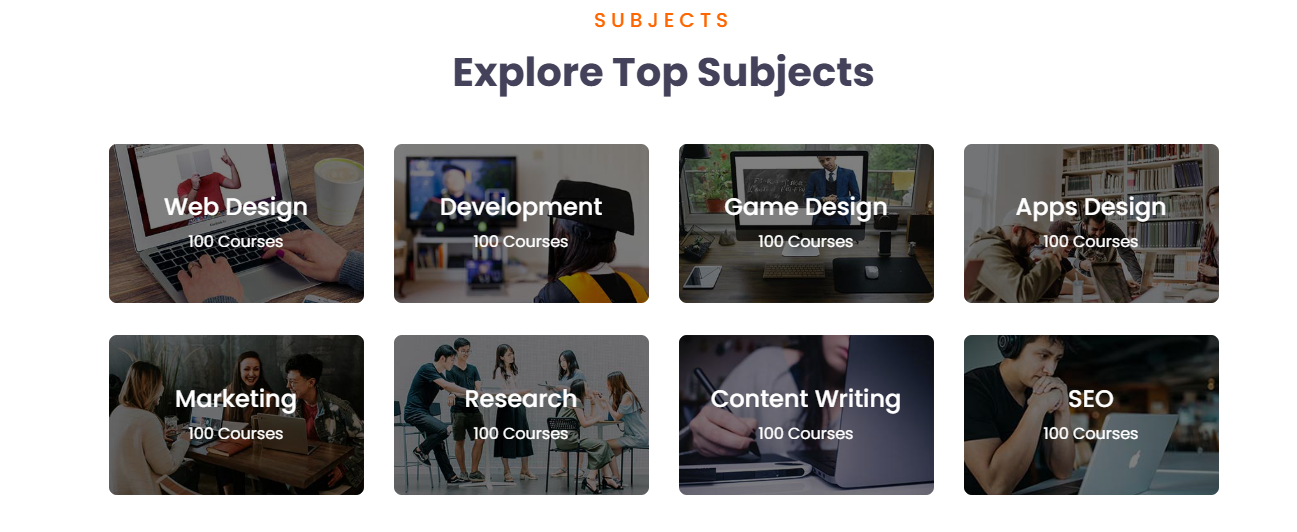 SUBJECTS
Explore Top Subjects
Web Design
100 Courses
Development
100 Courses
Game Design
100 Courses
Apps Design
100 Courses
Marketing
100 Courses
Research
100 Courses
Content Writing
100 Courses
SEO
100 Courses